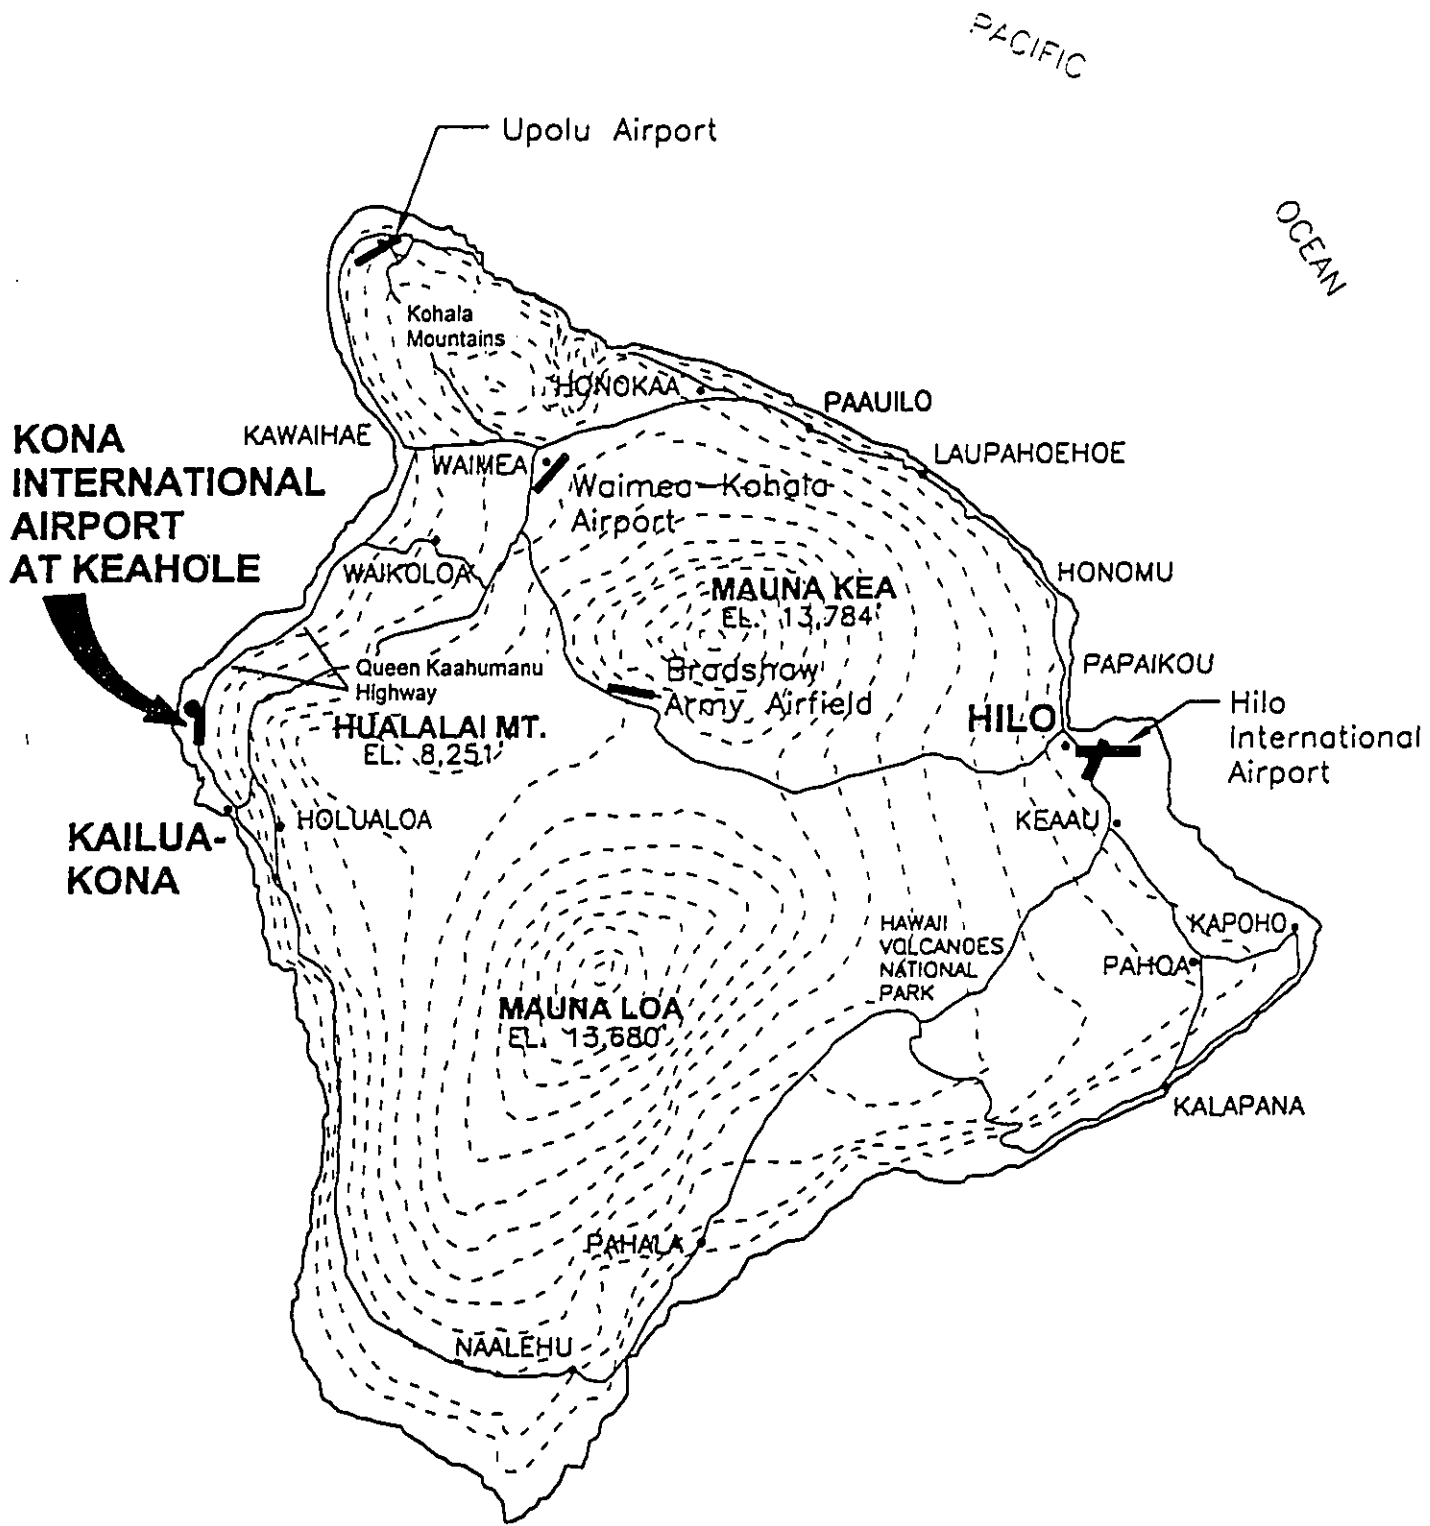 PACIFIC
OCEAN
Upolu Airport
Kohala
Mountains
HONOKAA
PAAUILO
KAWAIHAE
LAUPAHOEHOE
KONA
INTERNATIONAL
AIRPORT
AT KEAHOLE
WAIMEA
Waimea-Kohala
Airport
WAIKOLOA
MAUNA KEA
EL. 13,784
HONOMU
Queen Kaahumanu
Highway
Bradshaw
Army Airfield
PAPAIKOU
HUALALAI MT.
EL. 8,251
HILO
Hilo
International
Airport
HOLUALOA
KEAAU
KAILUA-
KONA
HAWAII
VOLCANOES
NATIONAL
PARK
KAPOHO
PAHOA
MAUNA LOA
EL. 13,680
KALAPANA
PAHALA
NAALEHU